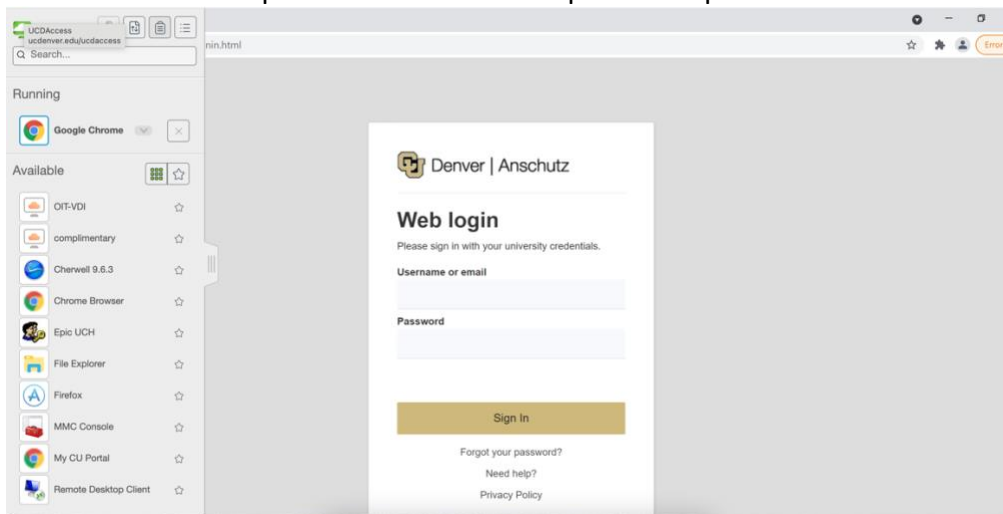 UCDAccess
ucdenver.edu/ucdaccess
Search...
nin.html
Error
Running
Google Chrome
Available
OIT-VDI
complimentary
Cherwell 9.6.3
Chrome Browser
Epic UCH
File Explorer
Firefox
MMC Console
My CU Portal
Remote Desktop Client
Denver | Anschutz
Web login
Please sign in with your university credentials.
Username or email
Password
Sign In
Forgot your password?
Need help?
Privacy Policy